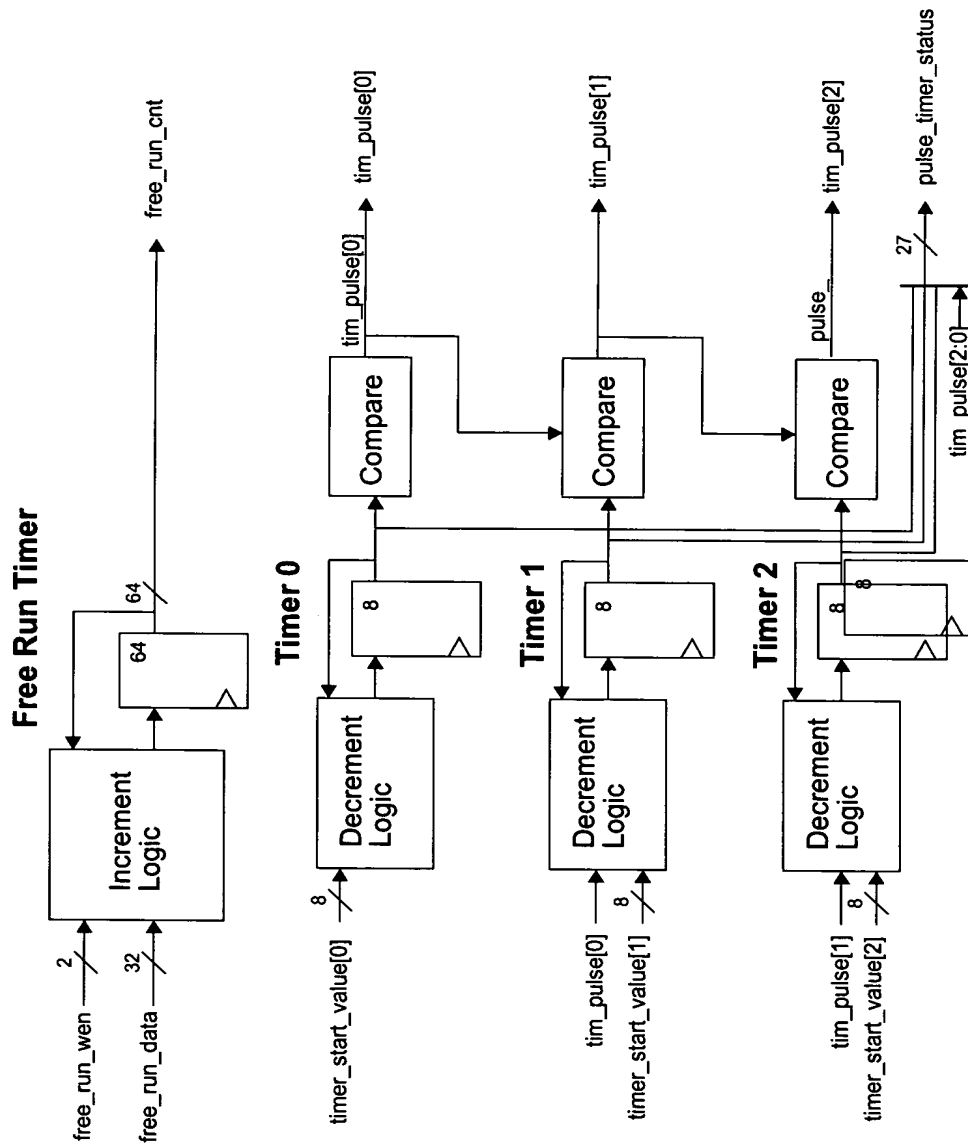 Free Run Timer
free_run_wen
2
free_run_data
32
Increment
Logic
64
64
free_run_cnt
Timer 0
timer_start_value[0]
8
Decrement
Logic
8
Compare
tim_pulse[0]
tim_pulse[0]
Timer 1
tim_pulse[0]
timer_start_value[1]
8
Decrement
Logic
8
Compare
tim_pulse[1]
Timer 2
tim_pulse[1]
timer_start_value[2]
8
Decrement
Logic
8
8
Compare
pulse_
tim_pulse[2]
27
pulse_timer_status
tim_pulse[2:0]